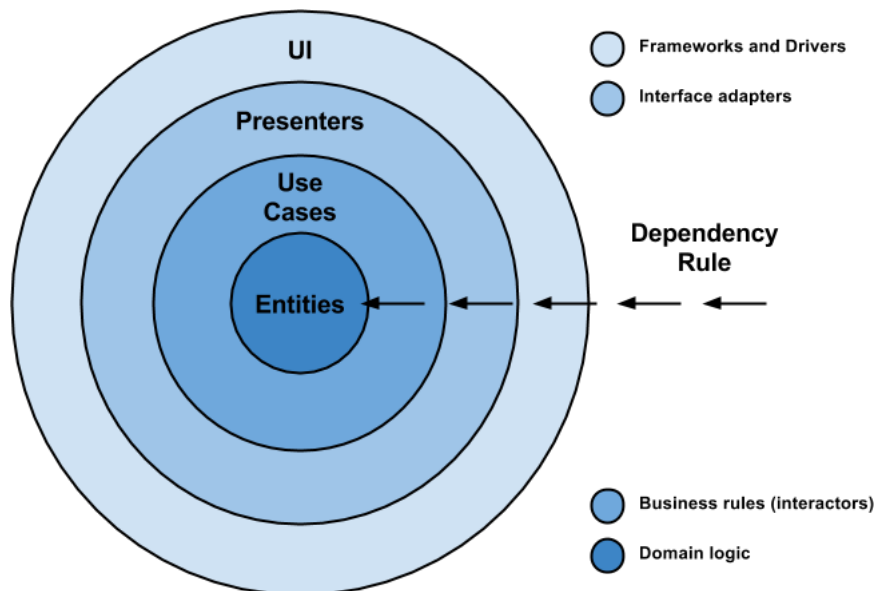 UI
Presenters
Use
Cases
Entities
Frameworks and Drivers
Interface adapters
Dependency
Rule
Business rules (interactors)
Domain logic